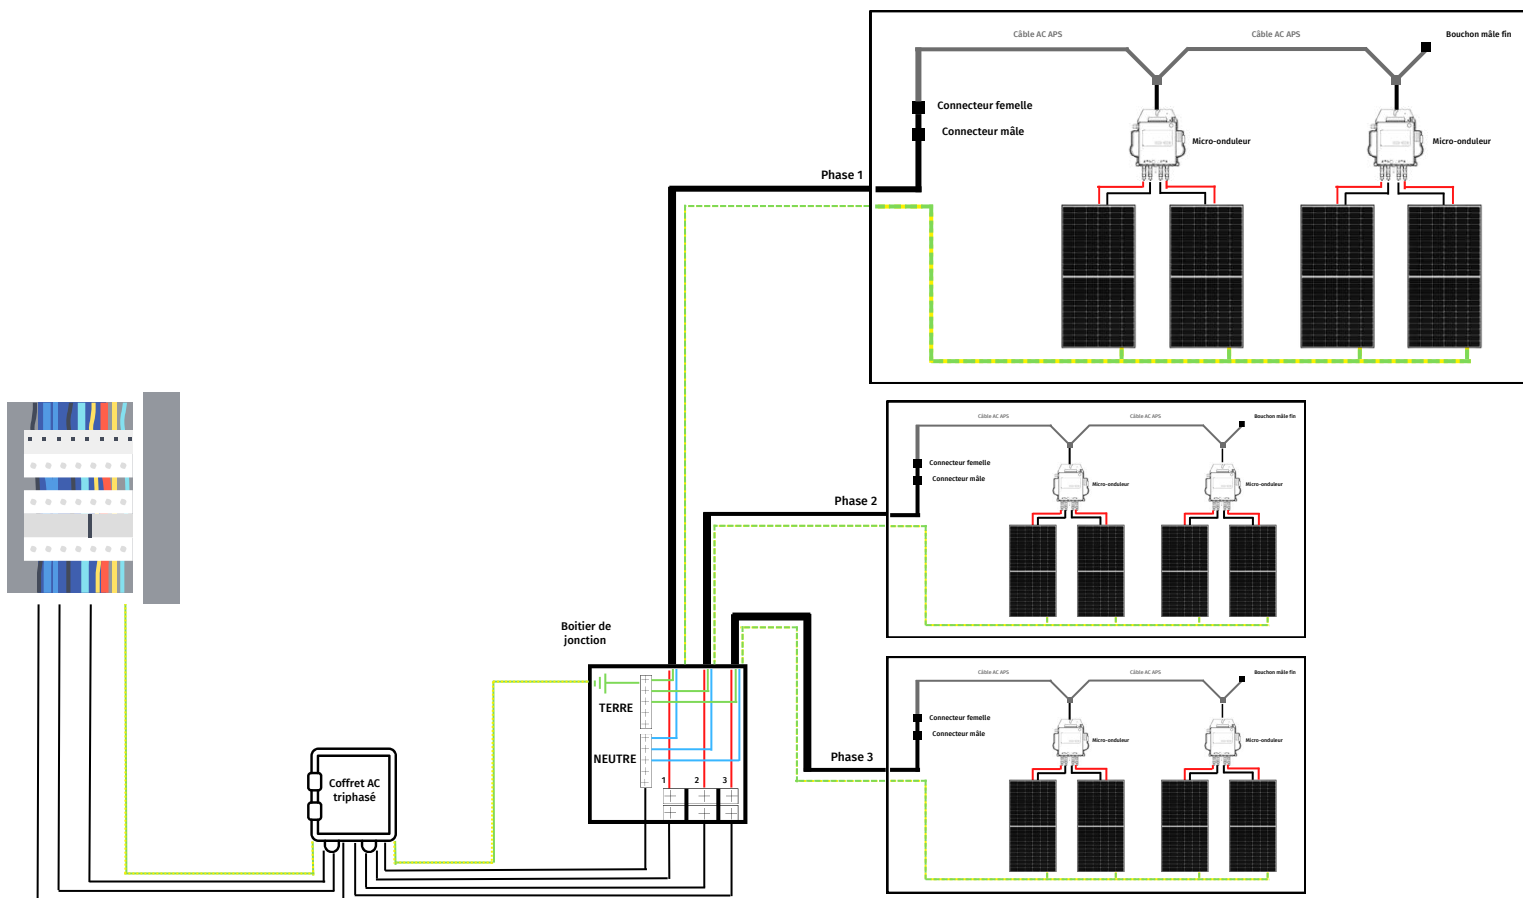 Câble AC APS
Câble AC APS
Bouchon mâle fin
Connecteur femelle
Connecteur mâle
Micro-onduleur
Micro-onduleur
Phase 1
Câble AC APS
Câble AC APS
Bouchon mâle fin
Connecteur femelle
Connecteur mâle
Micro-onduleur
Micro-onduleur
Phase 2
Boitier de
jonction
TERRE
NEUTRE
1
2
3
Câble AC APS
Câble AC APS
Bouchon mâle fin
Connecteur femelle
Connecteur mâle
Micro-onduleur
Micro-onduleur
Phase 3
Coffret AC
triphasé